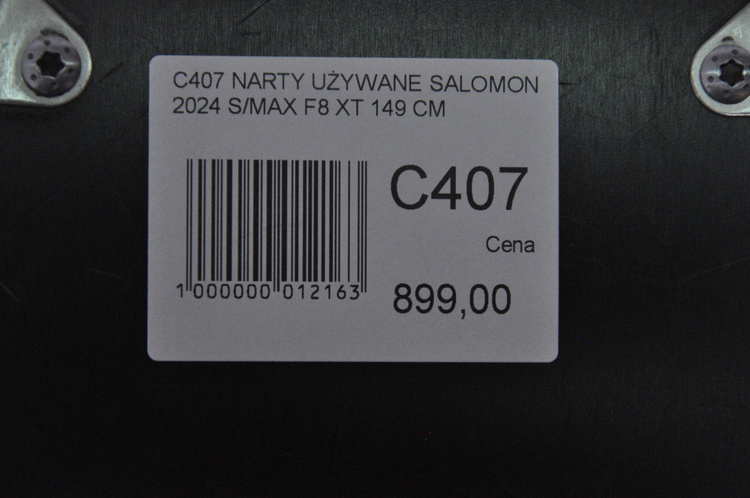 C407 NARTY UŻYWANE SALOMON
2024 S/MAX F8 XT 149 CM
C407
Cena
899,00
1 000000 012163